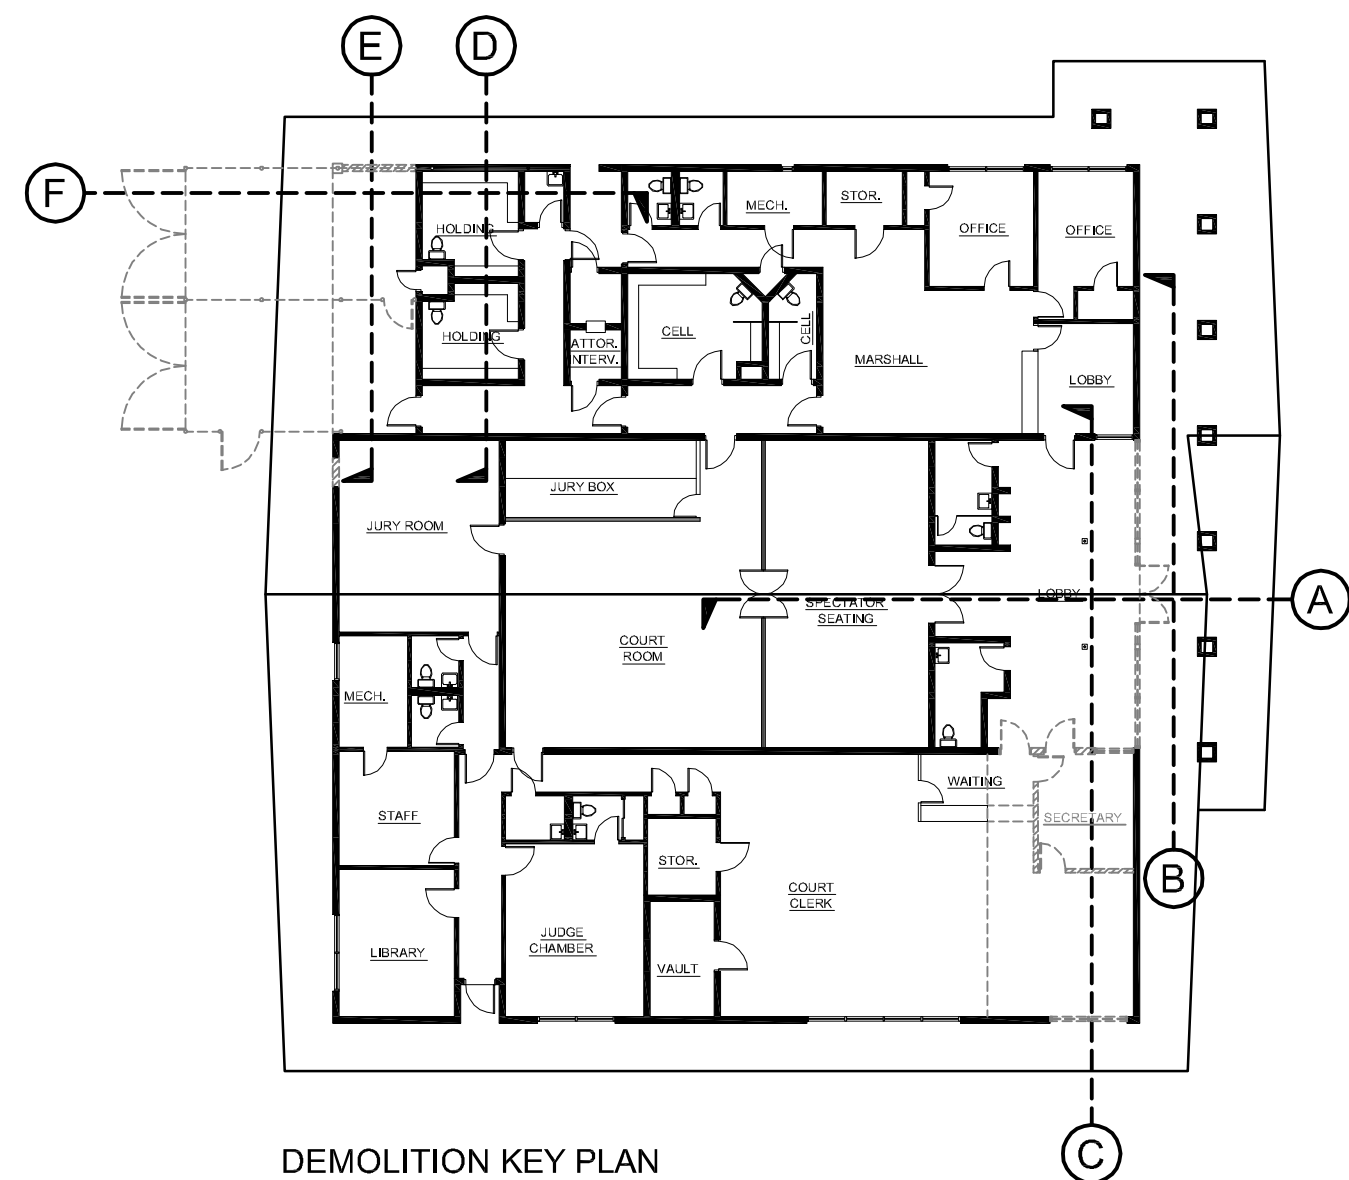 E
D
F
MECH.
STOR.
OFFICE
OFFICE
HOLDING
HOLDING
CELL
CELL
ATTOR.
INTERV.
MARSHALL
LOBBY
JURY BOX
JURY ROOM
LOBBY
A
SPECTATOR
SEATING
COURT
ROOM
MECH.
WAITING
STAFF
SECRETARY
STOR.
B
COURT
CLERK
JUDGE
CHAMBER
LIBRARY
VAULT
C
DEMOLITION KEY PLAN